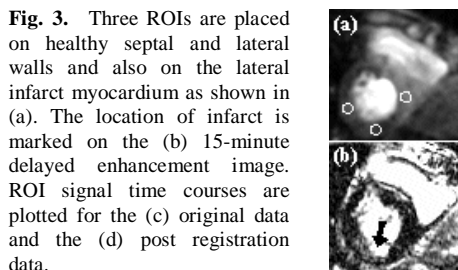 Fig. 3. Three ROIs are placed
on healthy septal and lateral
walls and also on the lateral
infarct myocardium as shown in
(a). The location of infarct is
marked on the (b) 15-minute
delayed enhancement image.
ROI signal time courses are
plotted for the (c) original data
and the (d) post registration
data.
(a)
(b)